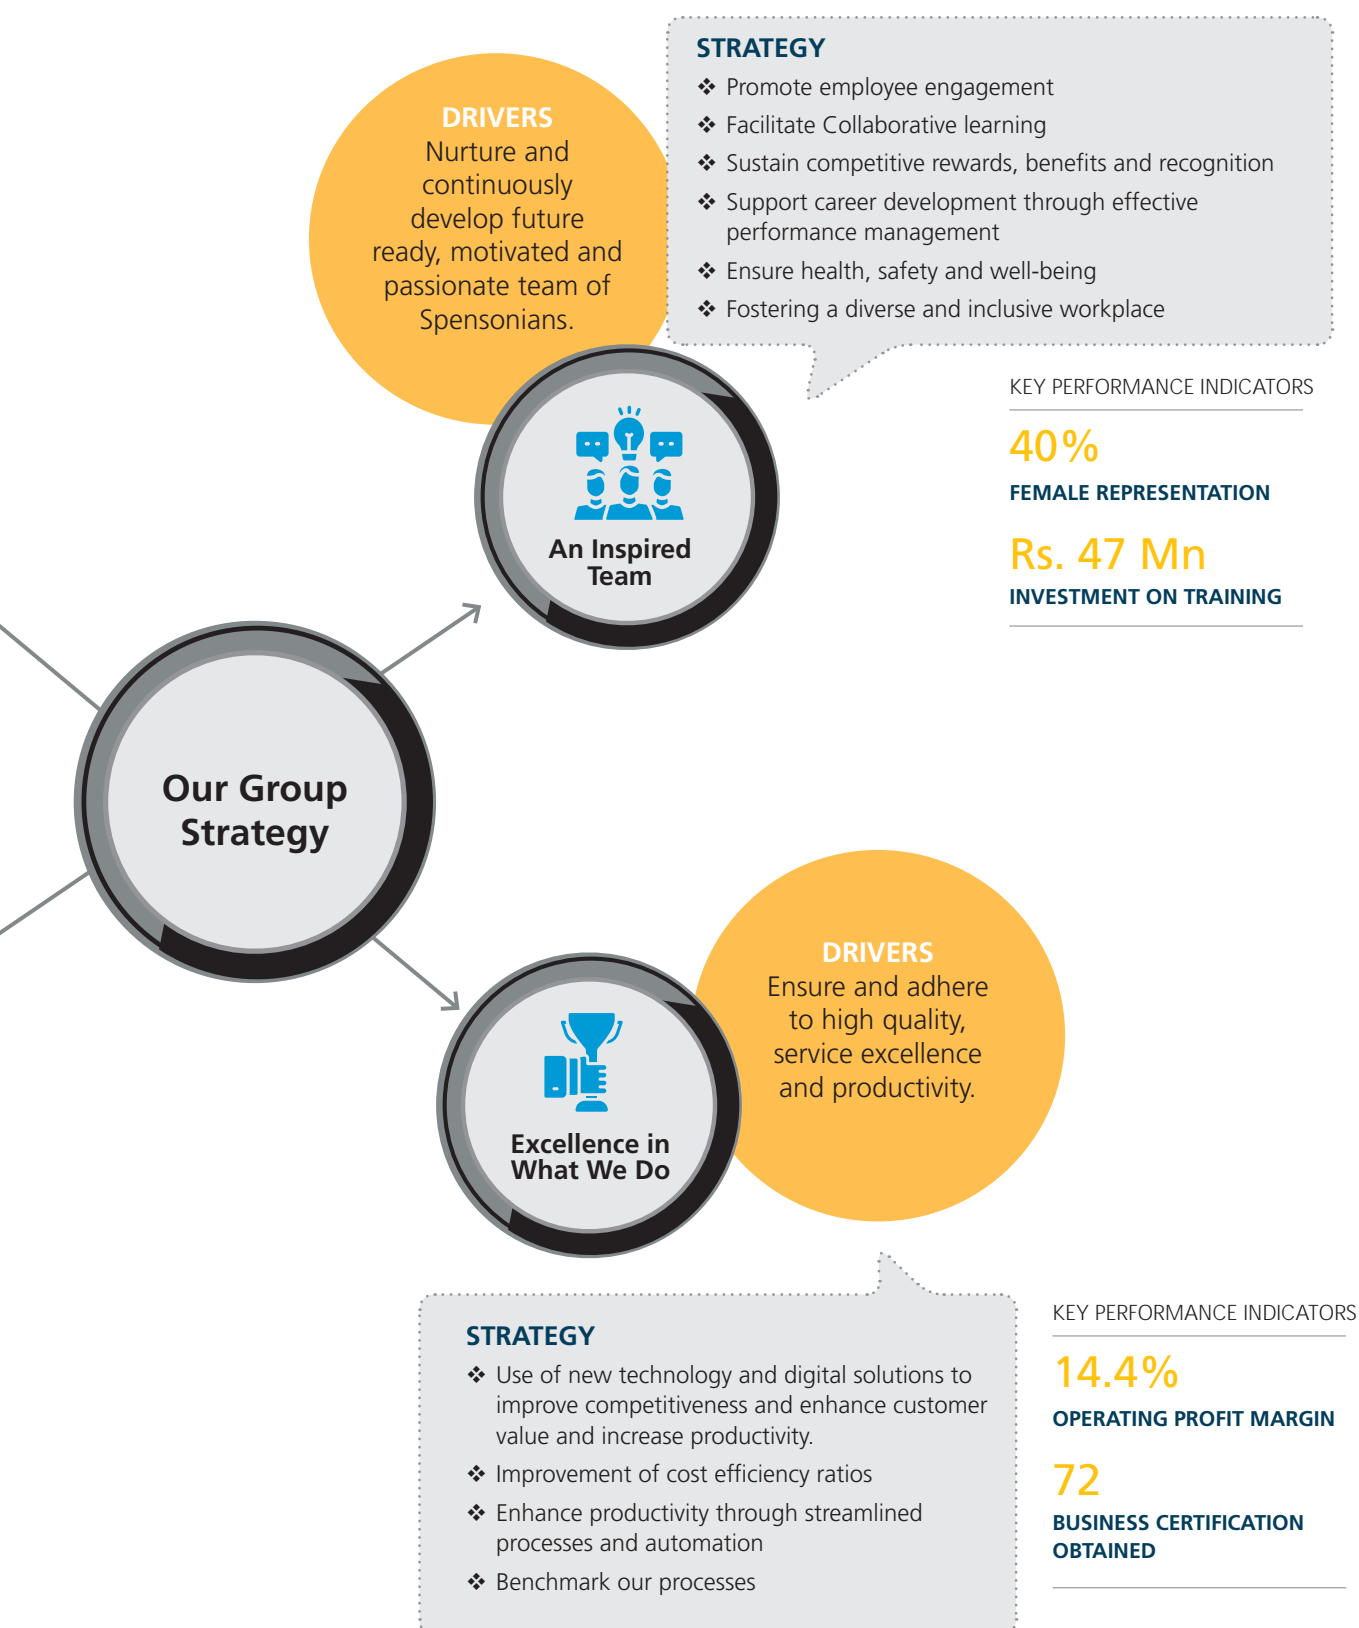 STRATEGY
❖ Promote employee engagement
❖ Facilitate Collaborative learning
❖ Sustain competitive rewards, benefits and recognition
❖ Support career development through effective
performance management
❖ Ensure health, safety and well-being
❖ Fostering a diverse and inclusive workplace
DRIVERS
Nurture and
continuously
develop future
ready, motivated and
passionate team of
Spensonians.
An Inspired
Team
KEY PERFORMANCE INDICATORS
40%
FEMALE REPRESENTATION
Rs. 47 Mn
INVESTMENT ON TRAINING
Our Group
Strategy
DRIVERS
Ensure and adhere
to high quality,
service excellence
and productivity.
Excellence in
What We Do
STRATEGY
❖ Use of new technology and digital solutions to
improve competitiveness and enhance customer
value and increase productivity.
❖ Improvement of cost efficiency ratios
❖ Enhance productivity through streamlined
processes and automation
❖ Benchmark our processes
KEY PERFORMANCE INDICATORS
14.4%
OPERATING PROFIT MARGIN
72
BUSINESS CERTIFICATION
OBTAINED